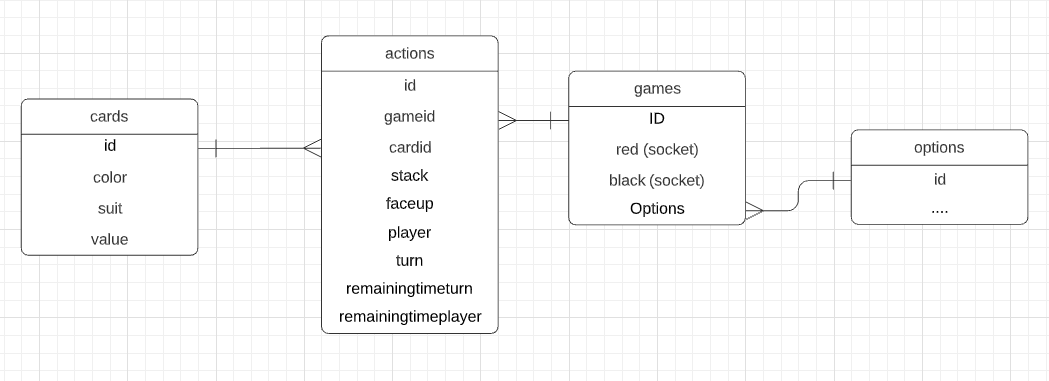 cards
id
color
suit
value
actions
id
gameid
cardid
stack
faceup
player
turn
remainingtimeturn
remainingtimeplayer
games
ID
red (socket)
black (socket)
Options
options
id
....